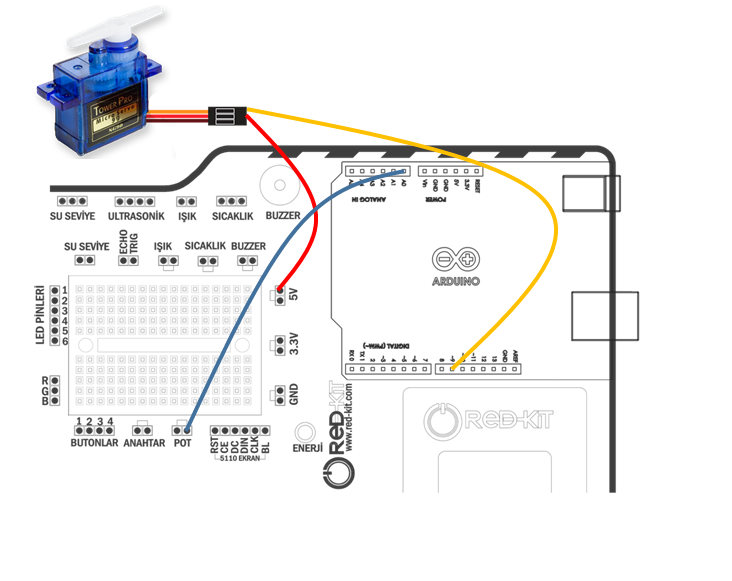 TOWER PRO
Micro Servo
9g
SU SEVİYE
ULTRASONİK
IŞIK
SICAKLIK
BUZZER
A5 A4 A3 A2 A1 A0
ANALOG IN
Vin GND GND 5V 3.3V RESET
POWER
SU SEVİYE
ECHO
TRIG
IŞIK
SICAKLIK
BUZZER
ARDUINO
LED PİNLERİ
1
2
3
4
5
6
5V
3.3V
GND
DIGITAL (PWM~)
RX 0 TX 1 2 ~3 4 ~5 ~6 7 8 ~9 ~11 12 13 GND AREF
R
G
B
1 2 3 4
BUTONLAR
ANAHTAR
POT
RST CE DC DIN CLK BL
5110 EKRAN
ENERJİ
ReD-KiT
www.red-kit.com
ReD-KiT